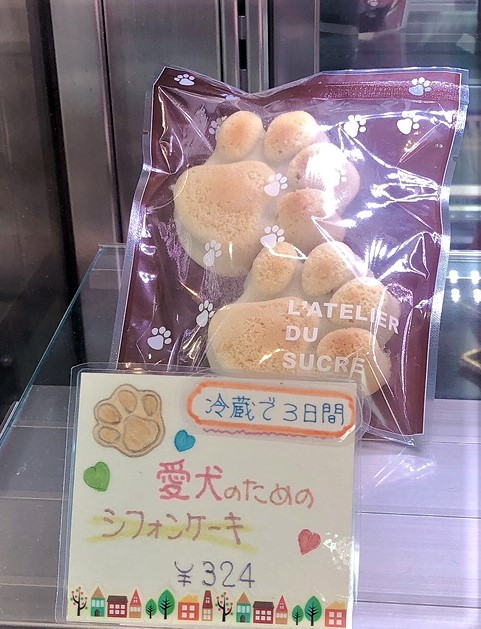 L'ATELIER
DU
SUCRE
冷蔵で3日間
愛犬のための
シフォンケーキ
¥324